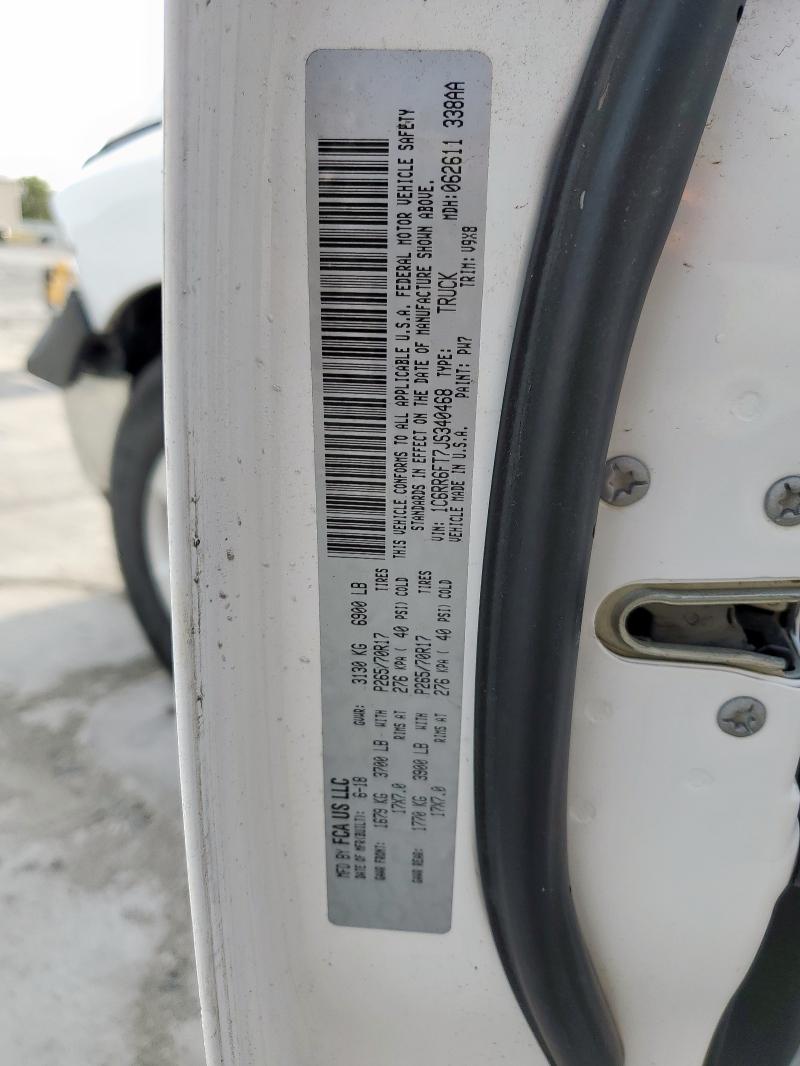 MFD BY FCA US LLC
DATE OF MFR(BUILT): 6-18 GVWR: 3130 KG 6900 LB
GAWR FRONT: 1679 KG 3700 LB - WITH P265/70R17 TIRES
17X7.0 RIMS AT 276 KPA ( 40 PSI) COLD
GAWR REAR: 1770 KG 3900 LB WITH P265/70R17 TIRES
17X7.0 RIMS AT 276 KPA ( 40 PSI) COLD
THIS VEHICLE CONFORMS TO ALL APPLICABLE U.S.A. FEDERAL MOTOR VEHICLE SAFETY
STANDARDS IN EFFECT ON THE DATE OF MANUFACTURE SHOWN ABOVE.
VIN: 1C6RR6FT7JS340468 TYPE: TRUCK MDH:062611 338AA
VEHICLE MADE IN U.S.A. PAINT: PW7 TRIM: V9X8